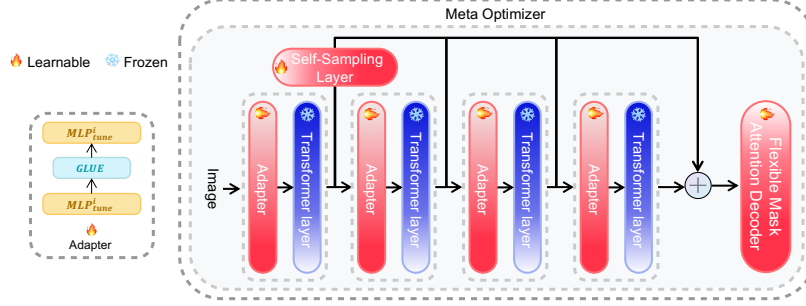 Meta Optimizer
Learnable
Frozen
Self-Sampling
Layer
MLP^i_tune
GLUE
MLP^i_tune
Adapter
Image
Adapter
Transformer layer
Adapter
Transformer layer
Adapter
Transformer layer
Adapter
Transformer layer
Flexible Mask
Attention Decoder